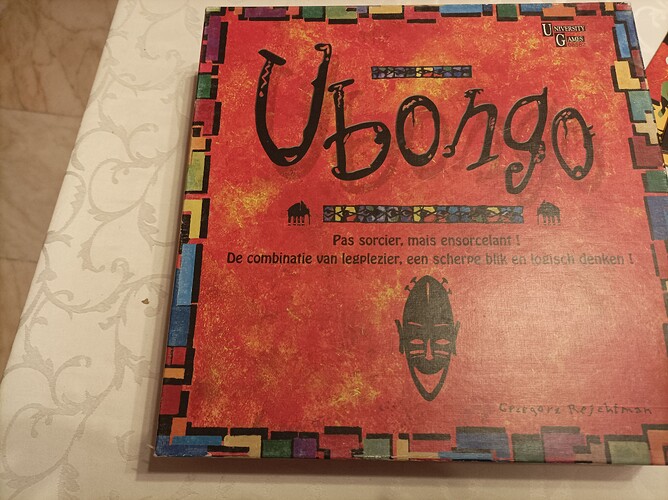 University
Games
Ubongo
Pas sorcier, mais ensorcelant !
De combinatie van legplezier, een scherpe blik en logisch denken !
Grzegorz Rejchtman